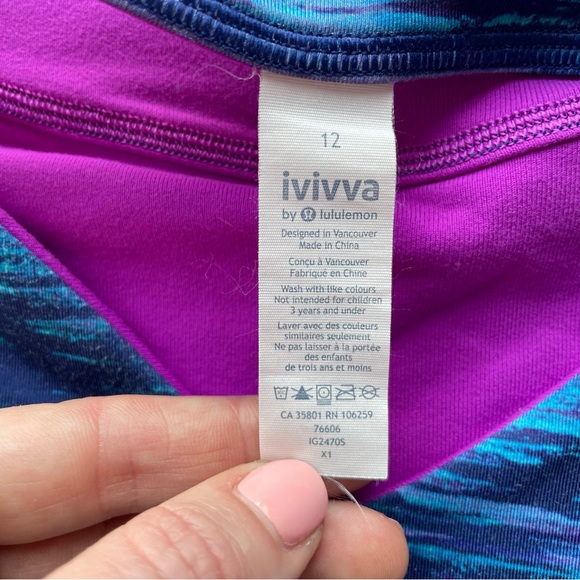 12
ivivva
by lululemon
Designed in Vancouver
Made in China
Conçu à Vancouver
Fabriqué en Chine
Wash with like colours
Not intended for children
3 years and under
Laver avec des couleurs
similaires seulement
Ne pas laisser à la portée
des enfants
de trois ans et moins
CA 35801 RN 106259
76606
IG2470S
X1